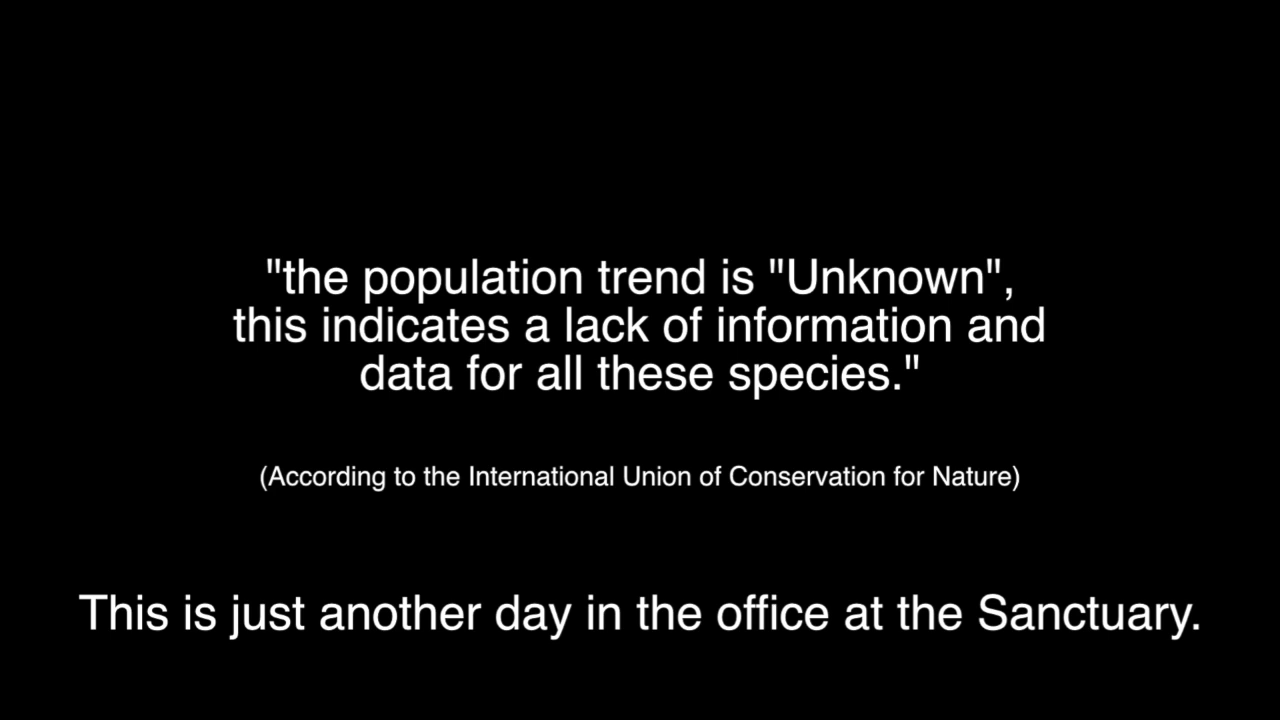 "the population trend is "Unknown",
this indicates a lack of information and
data for all these species."
(According to the International Union of Conservation for Nature)
This is just another day in the office at the Sanctuary.